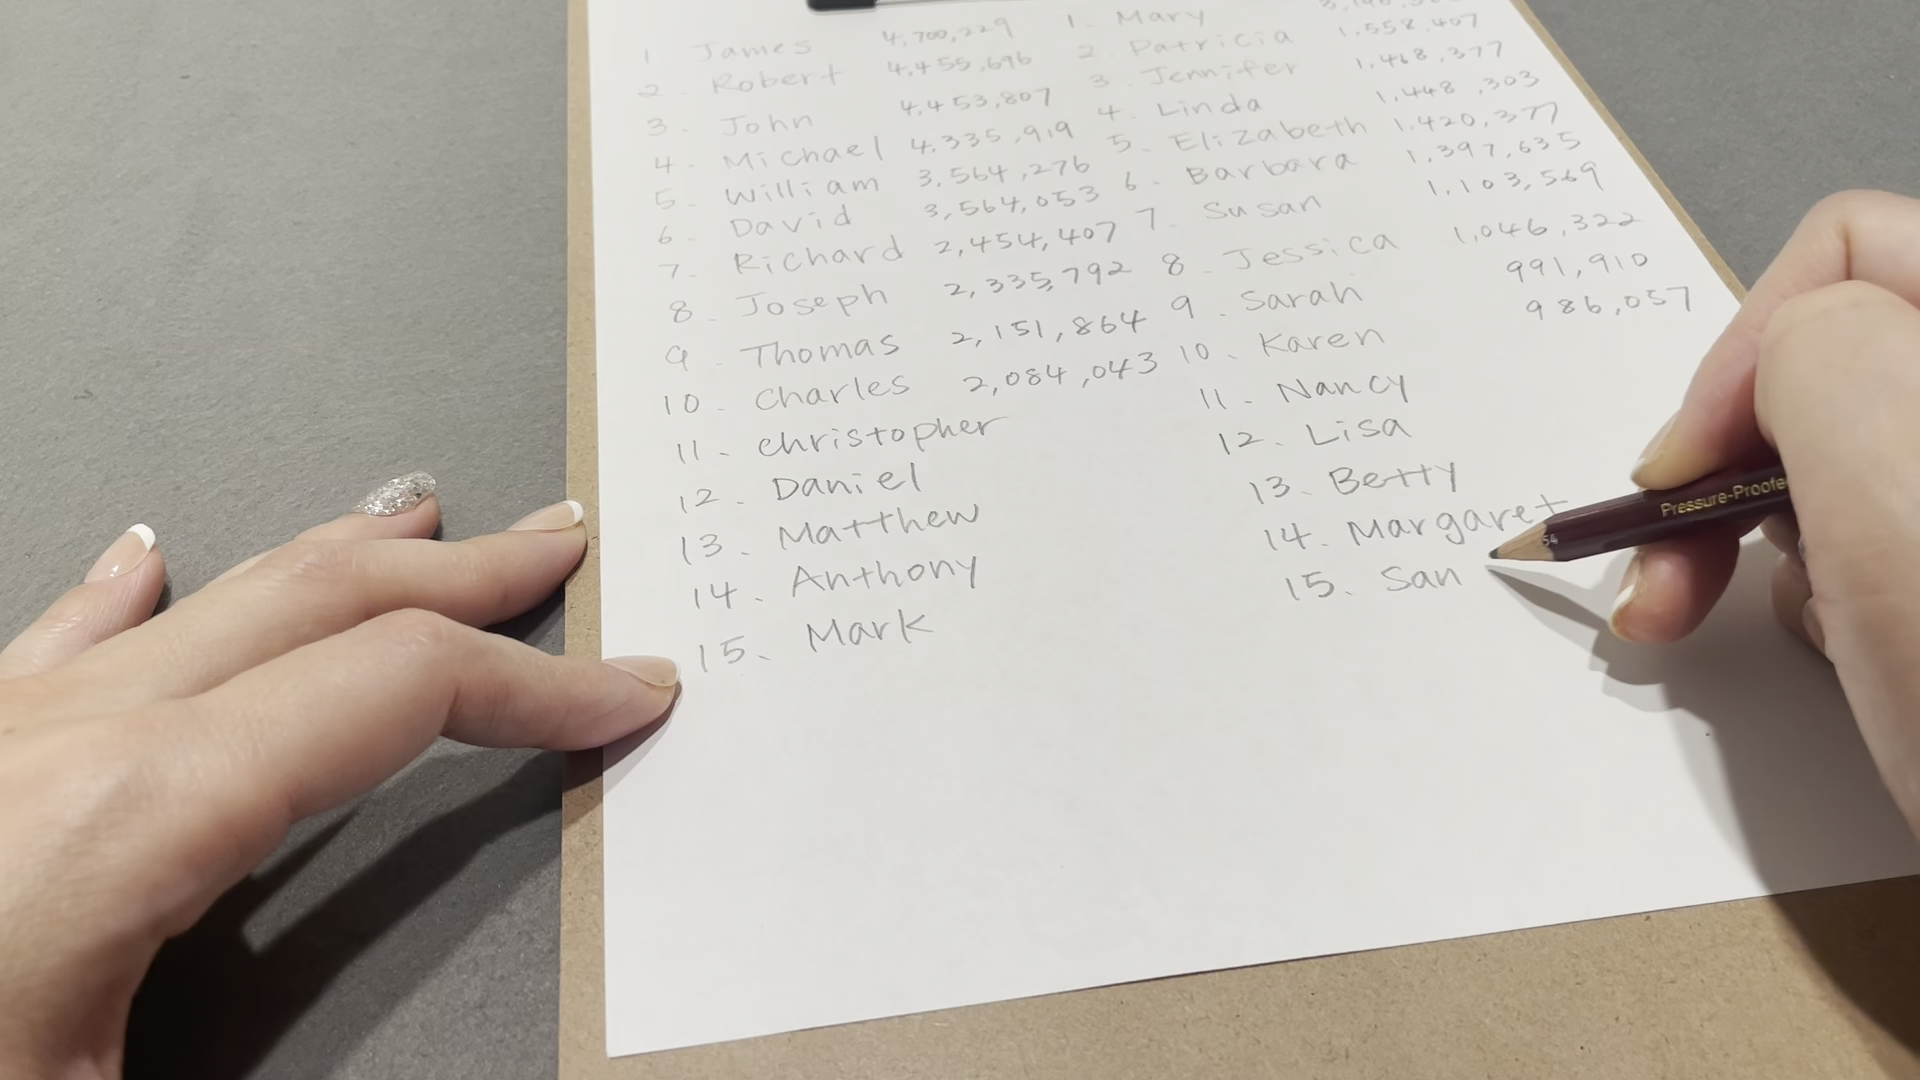 1 James 4,700,229
2. Robert 4,455,696
3. John 4,453,807
4. Michael 4,335,919
5. William 3,564,276
6. David 3,564,053
7. Richard 2,454,407
8. Joseph 2,335,792
9. Thomas 2,151,864
10. Charles 2,084,043
11. Christopher
12. Daniel
13. Matthew
14. Anthony
15. Mark
1. Mary
2. Patricia 1,558,407
3. Jennifer 1,468,377
4. Linda 1,448,303
5. Elizabeth 1,420,377
6. Barbara 1,397,635
7. Susan 1,103,569
8. Jessica 1,046,322
9. Sarah 991,910
10. Karen 986,057
11. Nancy
12. Lisa
13. Betty
14. Margaret
15. San
Pressure-Proofed
54